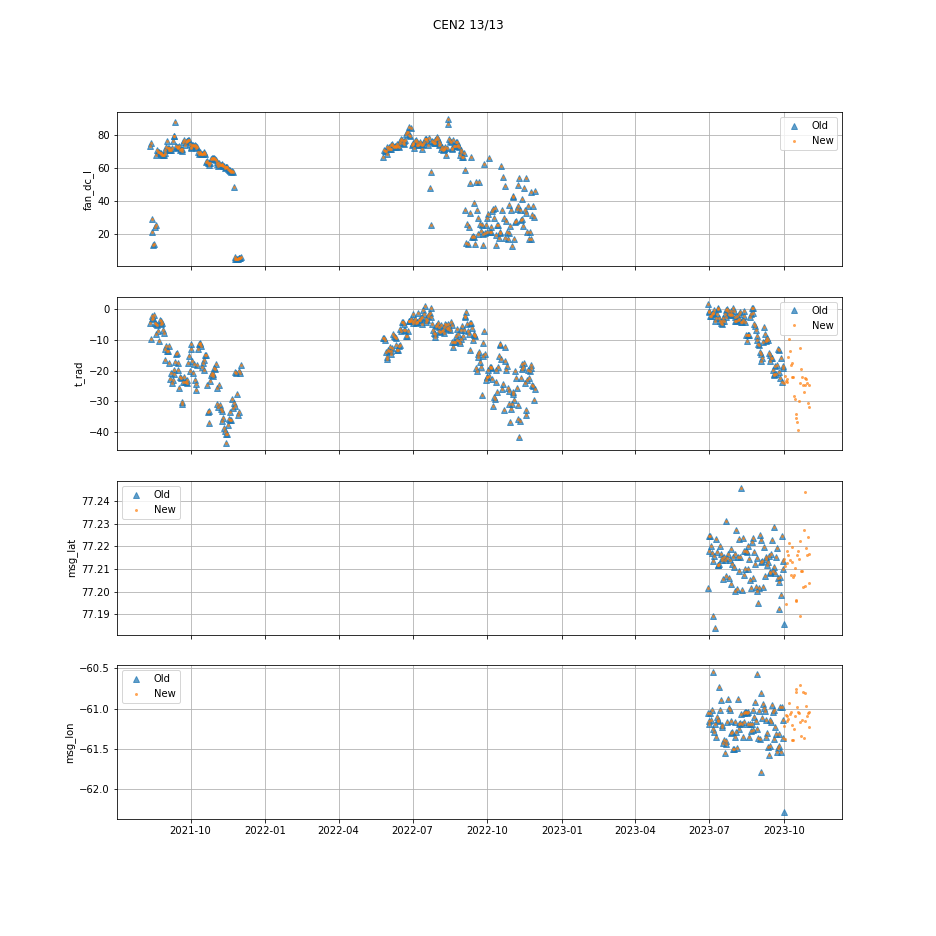 CEN2 13/13
fan_dc_l
80
60
40
20
Old
New
t_rad
0
−10
−20
−30
−40
Old
New
msg_lat
77.24
77.23
77.22
77.21
77.20
77.19
Old
New
msg_lon
−60.5
−61.0
−61.5
−62.0
Old
New
2021-10 2022-01 2022-04 2022-07 2022-10 2023-01 2023-04 2023-07 2023-10